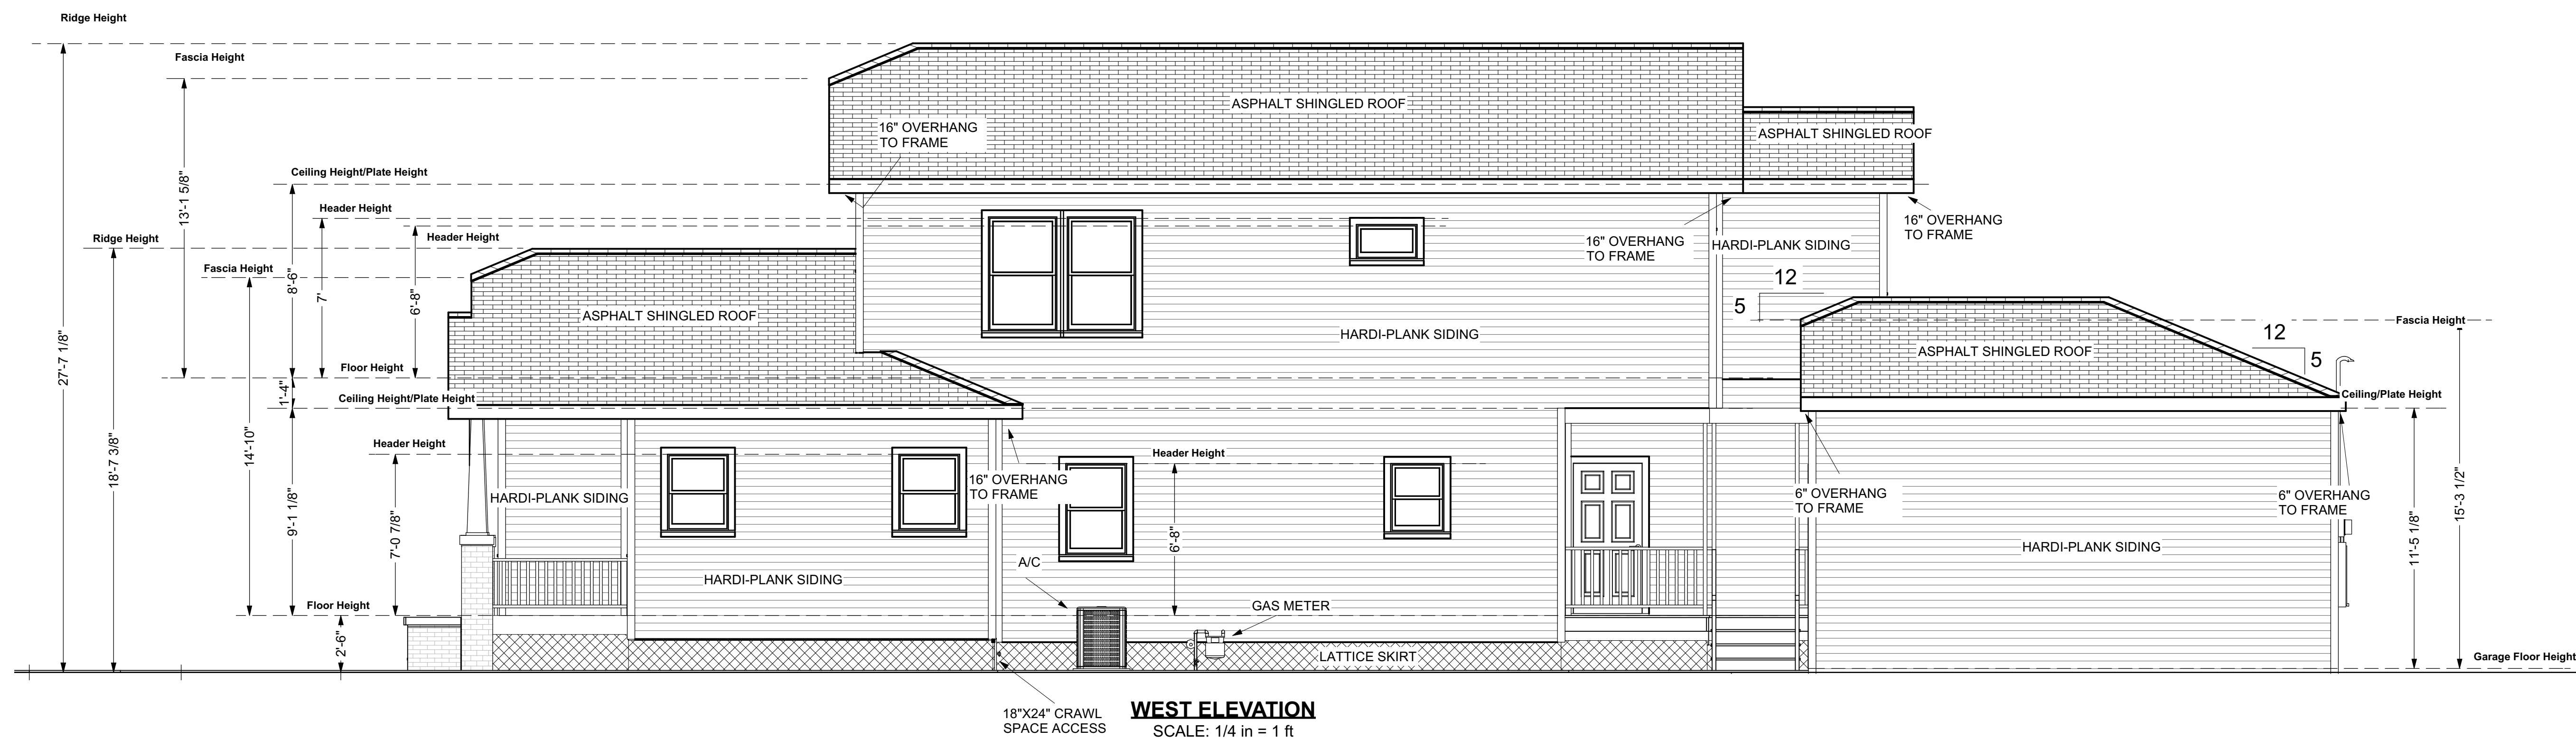 Ridge Height
Fascia Height
ASPHALT SHINGLED ROOF
16" OVERHANG
TO FRAME
ASPHALT SHINGLED ROOF
Ceiling Height/Plate Height
13'-1 5/8"
Header Height
16" OVERHANG
TO FRAME
Ridge Height
Header Height
16" OVERHANG
TO FRAME
HARDI-PLANK SIDING
Fascia Height
8'-6"
7'
6'-8"
12
5
ASPHALT SHINGLED ROOF
HARDI-PLANK SIDING
Fascia Height
12
5
ASPHALT SHINGLED ROOF
27'-7 1/8"
Floor Height
1'-4"
Ceiling Height/Plate Height
Ceiling/Plate Height
Header Height
Header Height
18'-7 3/8"
14'-10"
9'-1 1/8"
7'-0 7/8"
HARDI-PLANK SIDING
16" OVERHANG
TO FRAME
6" OVERHANG
TO FRAME
6" OVERHANG
TO FRAME
15'-3 1/2"
11'-5 1/8"
6'-8"
HARDI-PLANK SIDING
A/C
HARDI-PLANK SIDING
Floor Height
GAS METER
2'-6"
LATTICE SKIRT
Garage Floor Height
18"X24" CRAWL
SPACE ACCESS
WEST ELEVATION
SCALE: 1/4 in = 1 ft